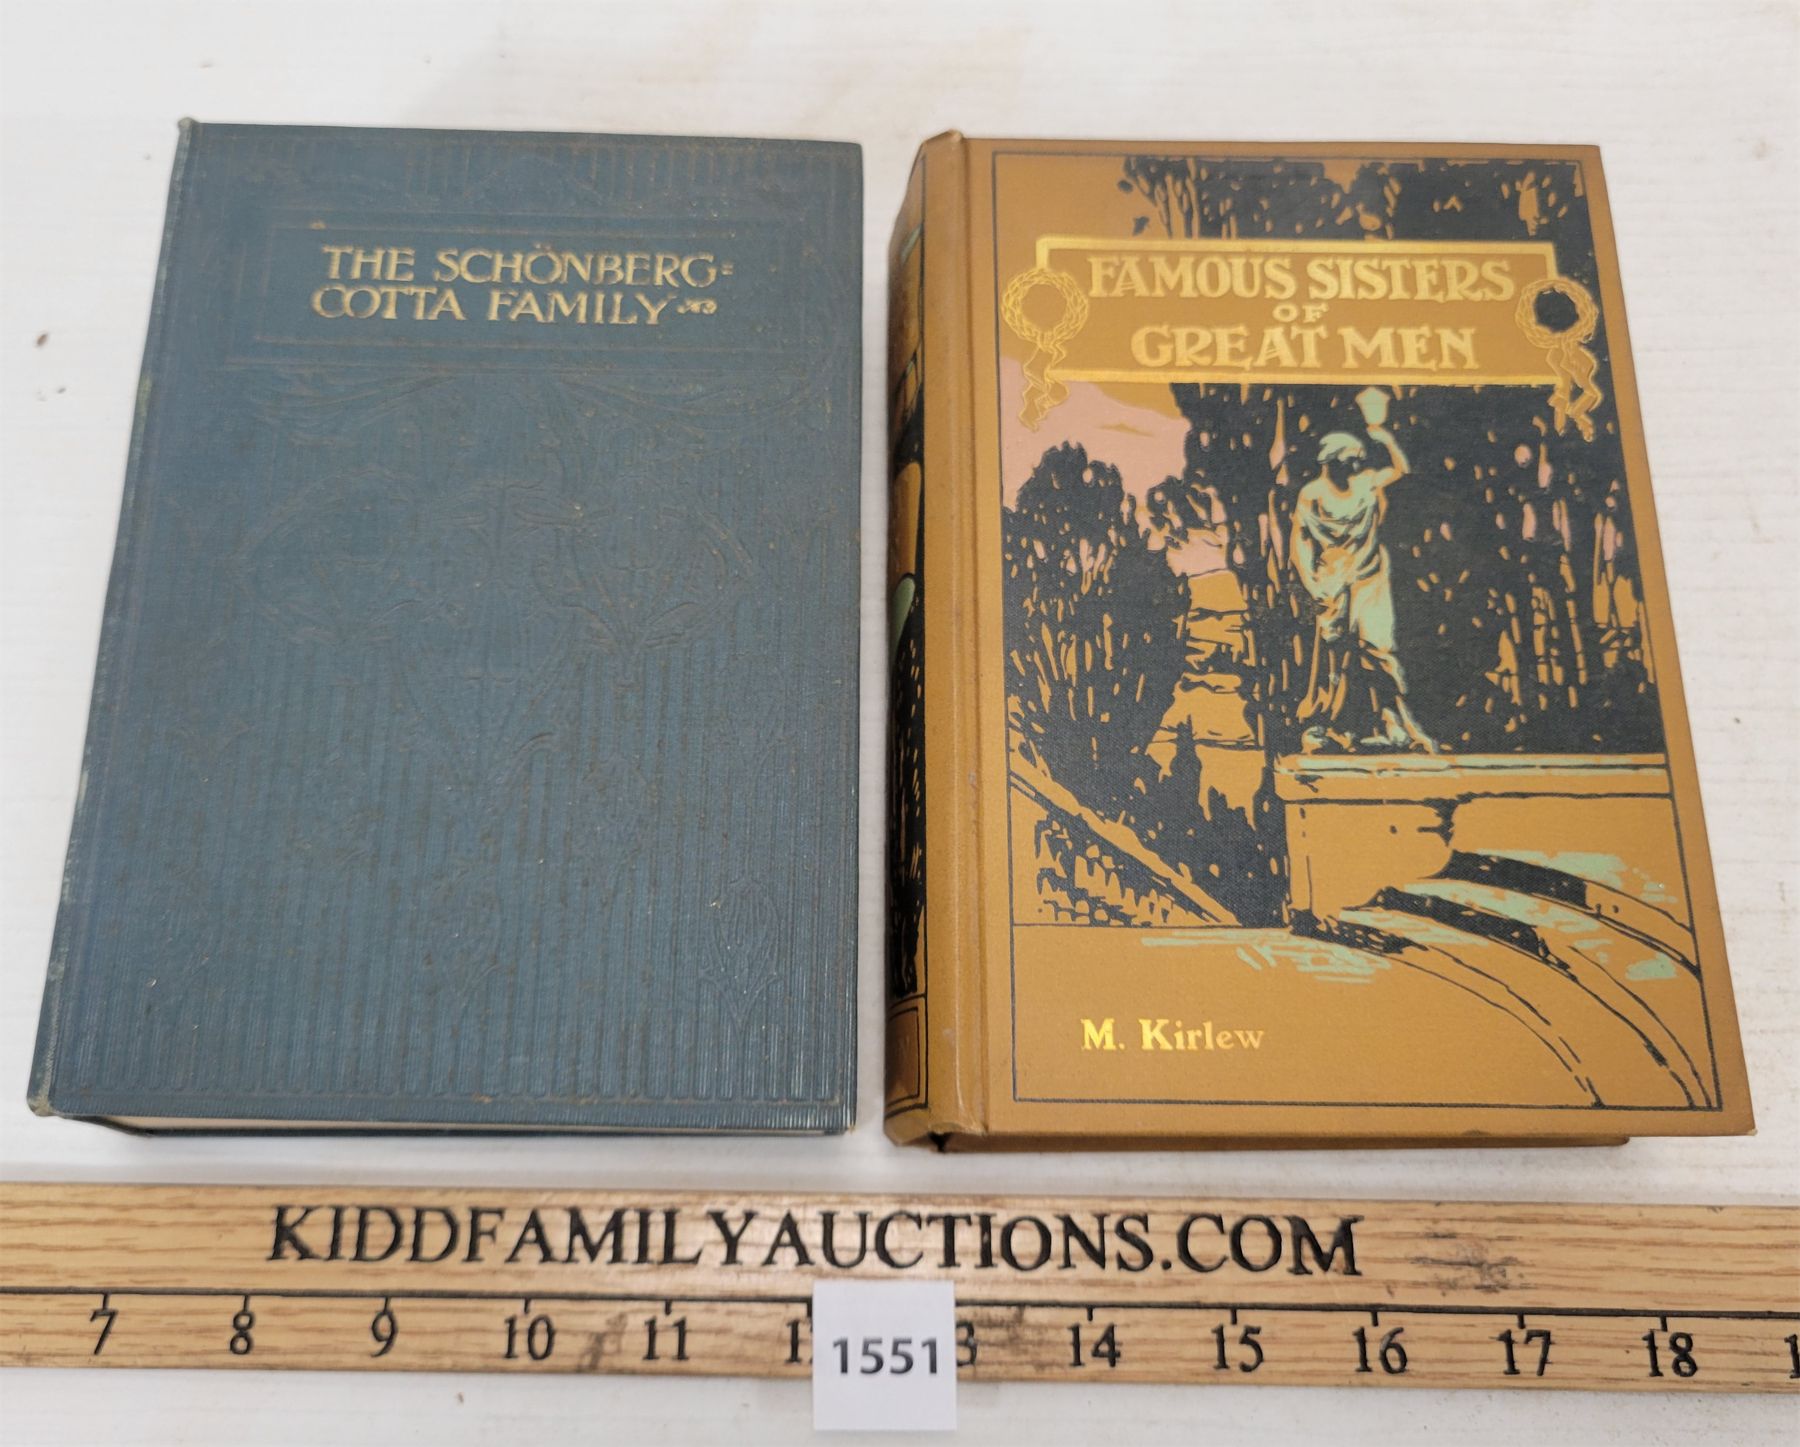 THE SCHÖNBERG-
COTTA FAMILY
FAMOUS SISTERS
OF
GREAT MEN
M. Kirlew
KIDDFAMILYAUCTIONS.COM
7 8 9 10 11 14 15 16 17 18
1551